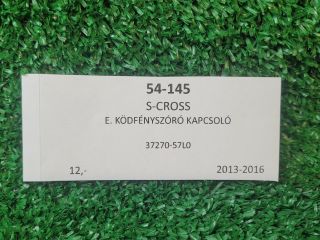 54-145
S-CROSS
E. KÖDFÉNYSZÓRÓ KAPCSOLÓ
37270-57L0
12,- 2013-2016